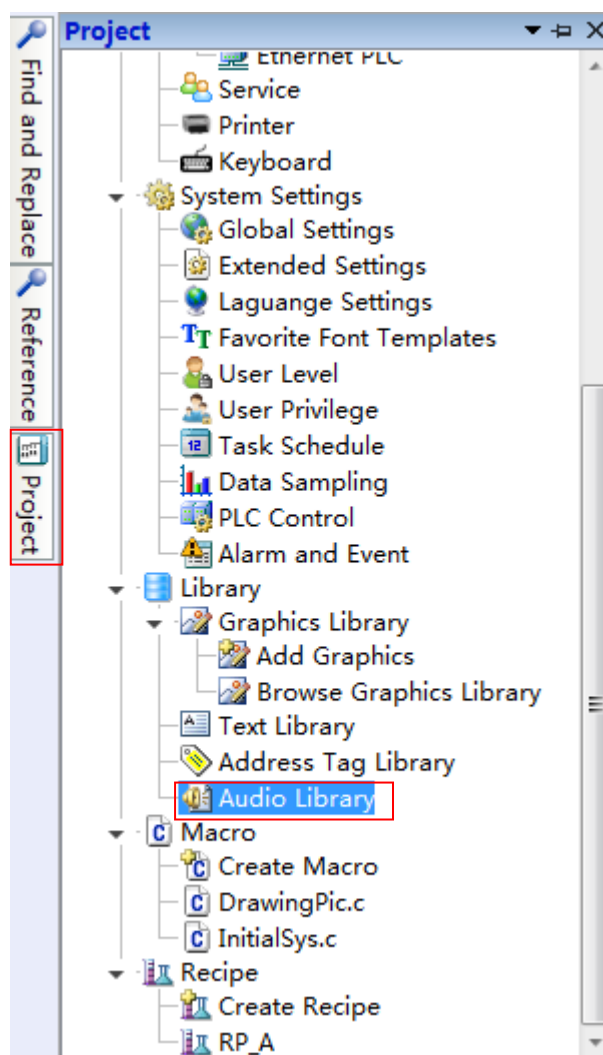 Find and Replace
Reference
Project
Project
Ethernet PLC
Service
Printer
Keyboard
System Settings
Global Settings
Extended Settings
Laguange Settings
Favorite Font Templates
User Level
User Privilege
Task Schedule
Data Sampling
PLC Control
Alarm and Event
Library
Graphics Library
Add Graphics
Browse Graphics Library
Text Library
Address Tag Library
Audio Library
Macro
Create Macro
DrawingPic.c
InitialSys.c
Recipe
Create Recipe
RP_A